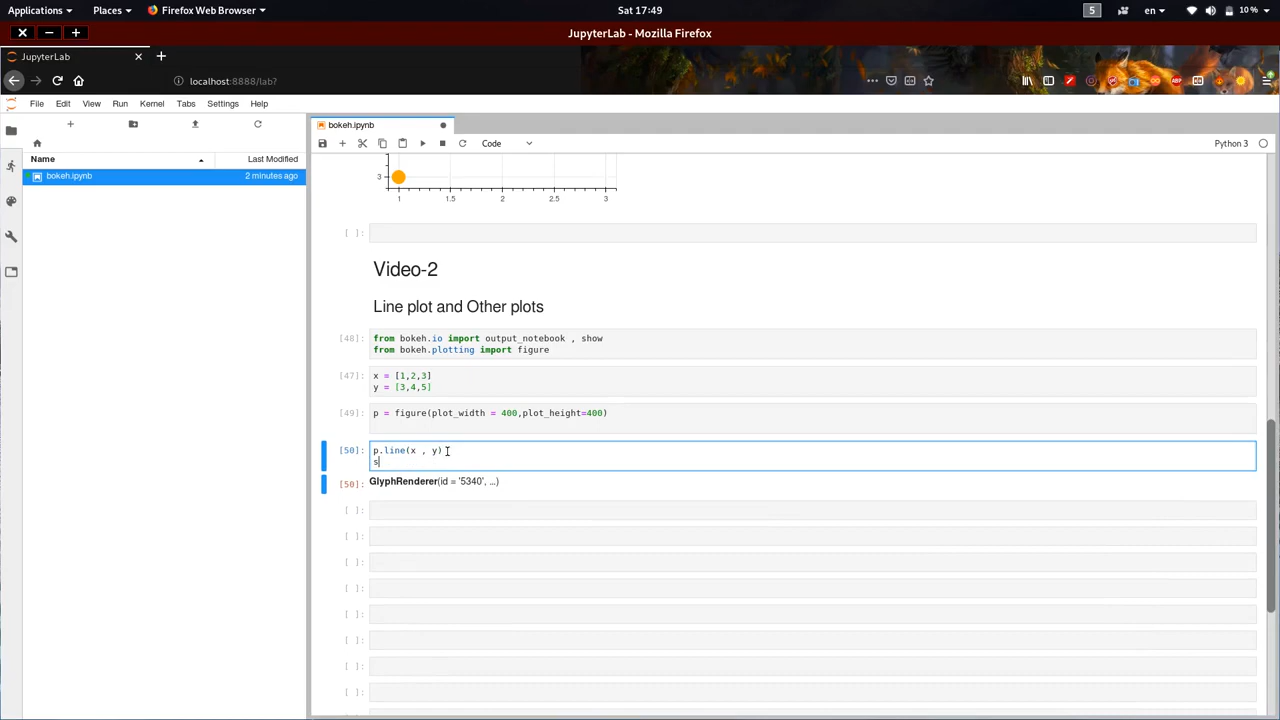 Applications Places Firefox Web Browser Sat 17:49 5 en 10 %
JupyterLab - Mozilla Firefox
JupyterLab
localhost:8888/lab?
File Edit View Run Kernel Tabs Settings Help
bokeh.ipynb
Name Last Modified
Code Python 3
bokeh.ipynb 2 minutes ago
3
1 1.5 2 2.5 3
[ ]:
Video-2
Line plot and Other plots
[48]: from bokeh.io import output_notebook , show
from bokeh.plotting import figure
[47]: x = [1,2,3]
y = [3,4,5]
[49]: p = figure(plot_width = 400,plot_height=400)
[50]: p.line(x , y)
s
[50]: GlyphRenderer(id = '5340', …)
[ ]:
[ ]:
[ ]:
[ ]:
[ ]:
[ ]:
[ ]:
[ ]: